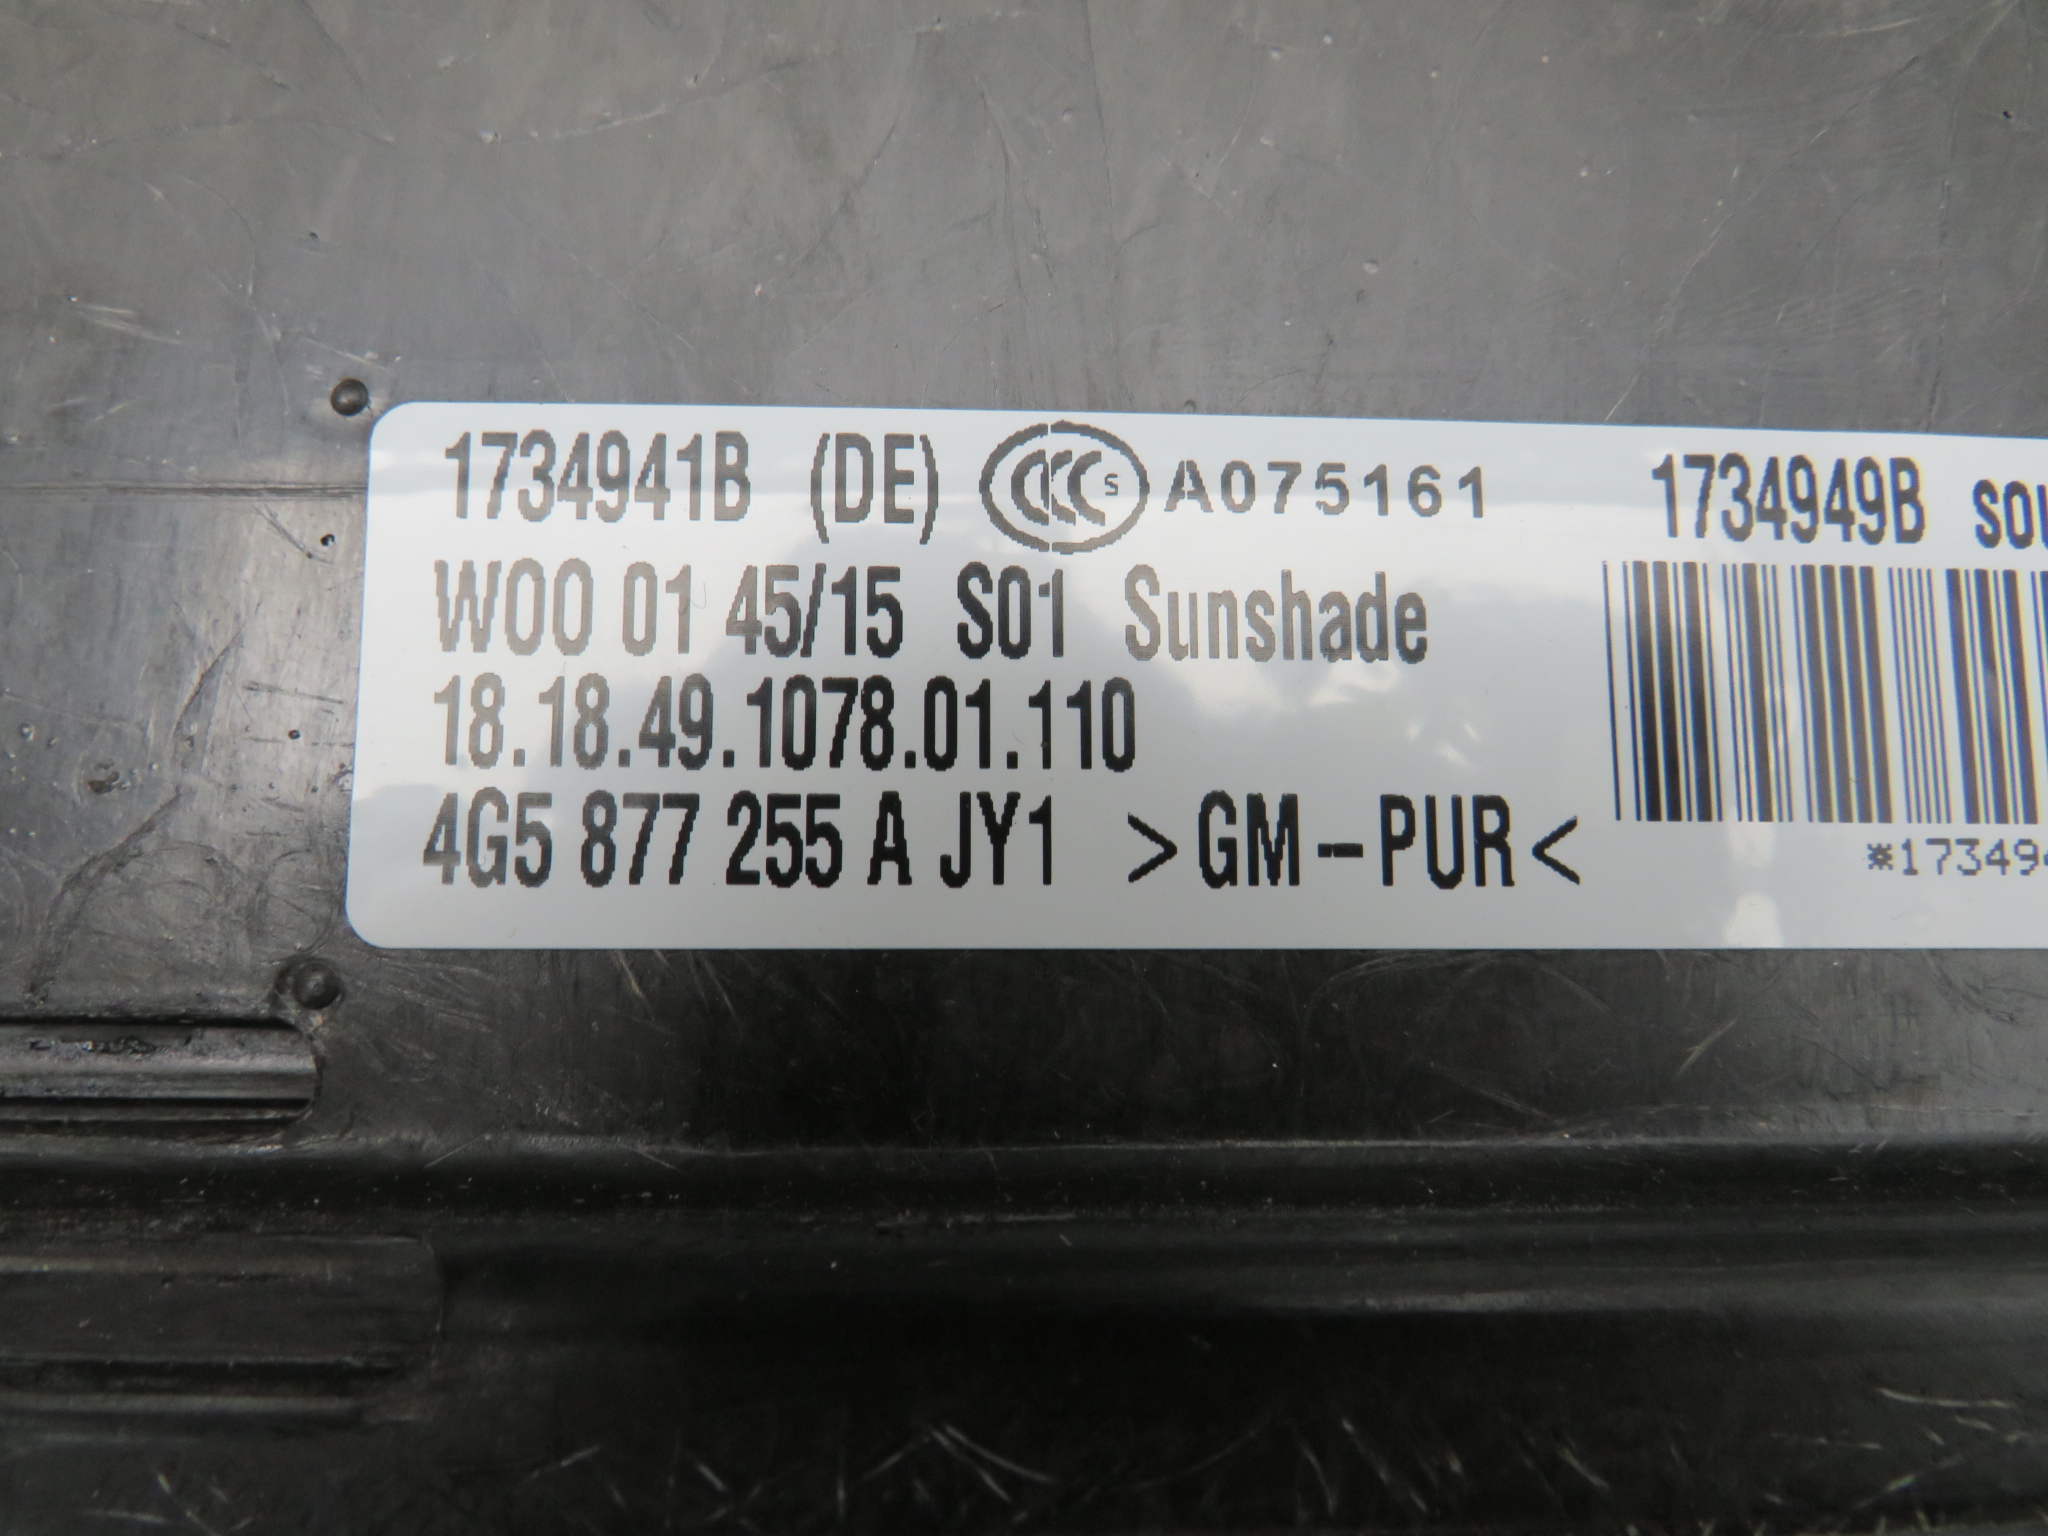 1734941B (DE) CCC S A075161
W00 01 45/15 S01 Sunshade
18.18.49.1078.01.110
4G5 877 255 A JY1 >GM-PUR<
1734949B